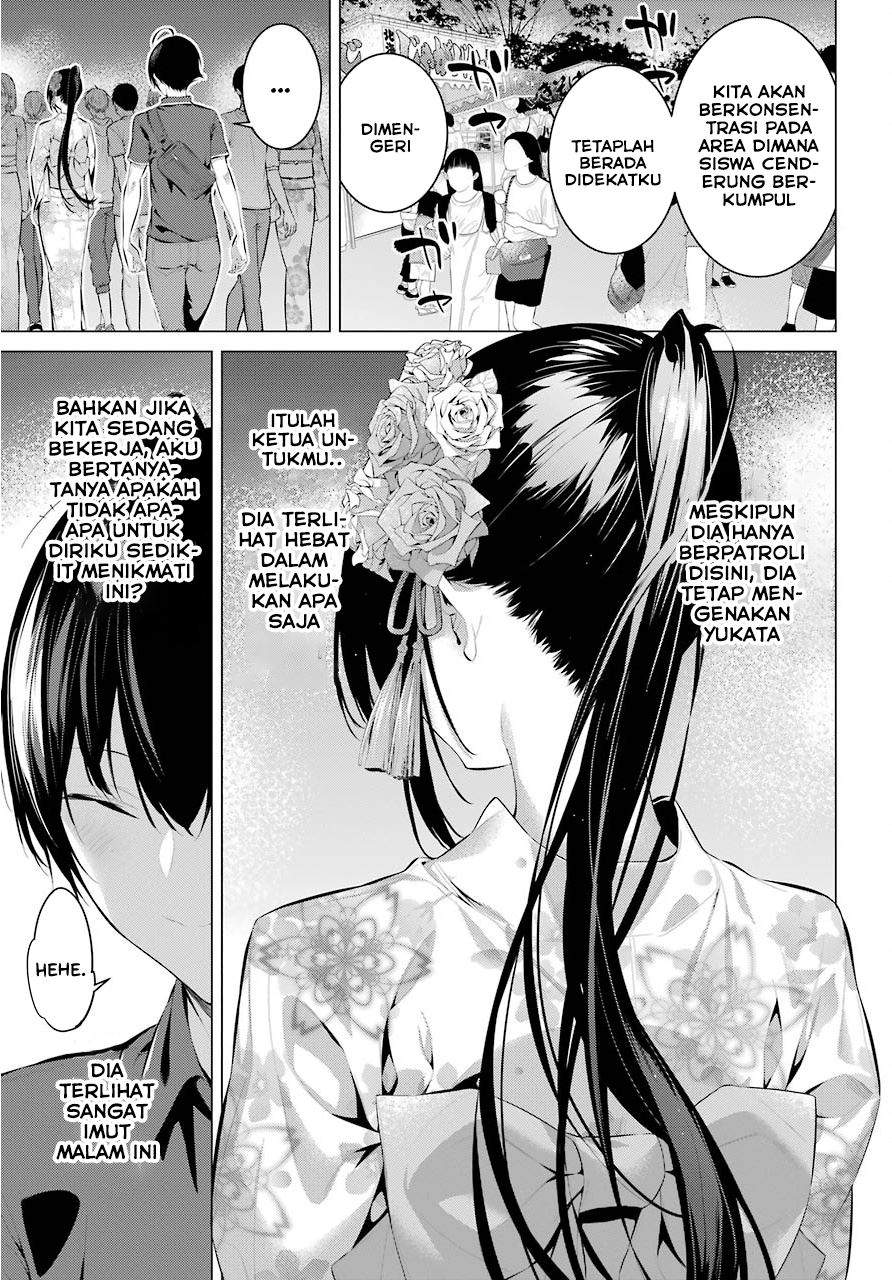 KITA AKAN
BERKONSEN-
TRASI PADA
AREA DIMANA
SISWA CEND-
ERUNG BER-
KUMPUL
TETAPLAH
BERADA
DIDEKATKU
DIMEN-
GERI
...
MESKIPUN
DIA HANYA
BERPATROLI
DISINI, DIA
TETAP MEN-
GENAKAN
YUKATA
ITULAH
KETUA UN-
TUKMU..
DIA TERLI-
HAT HEBAT
DALAM
MELAKU-
KAN APA
SAJA
BAHKAN JIKA
KITA SEDANG
BEKERJA, AKU
BERTANYA-
TANYA APAKAH
TIDAK APA-
APA UNTUK
DIRIKU SEDIK-
IT MENIKMATI
INI?
HEHE.
DIA
TERLIHAT
SANGAT
IMUT
MALAM INI